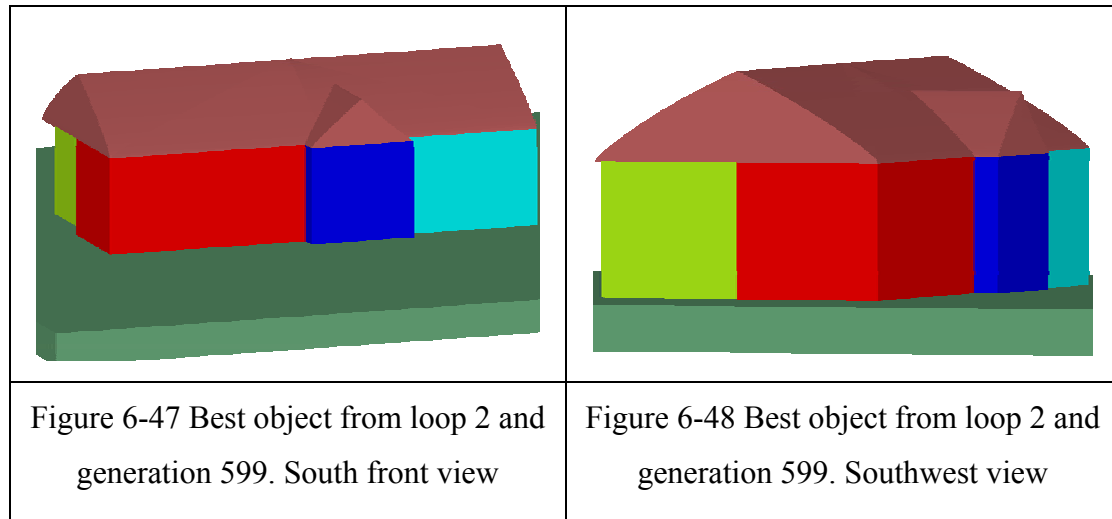 Figure 6-47 Best object from loop 2 and
generation 599. South front view
Figure 6-48 Best object from loop 2 and
generation 599. Southwest view